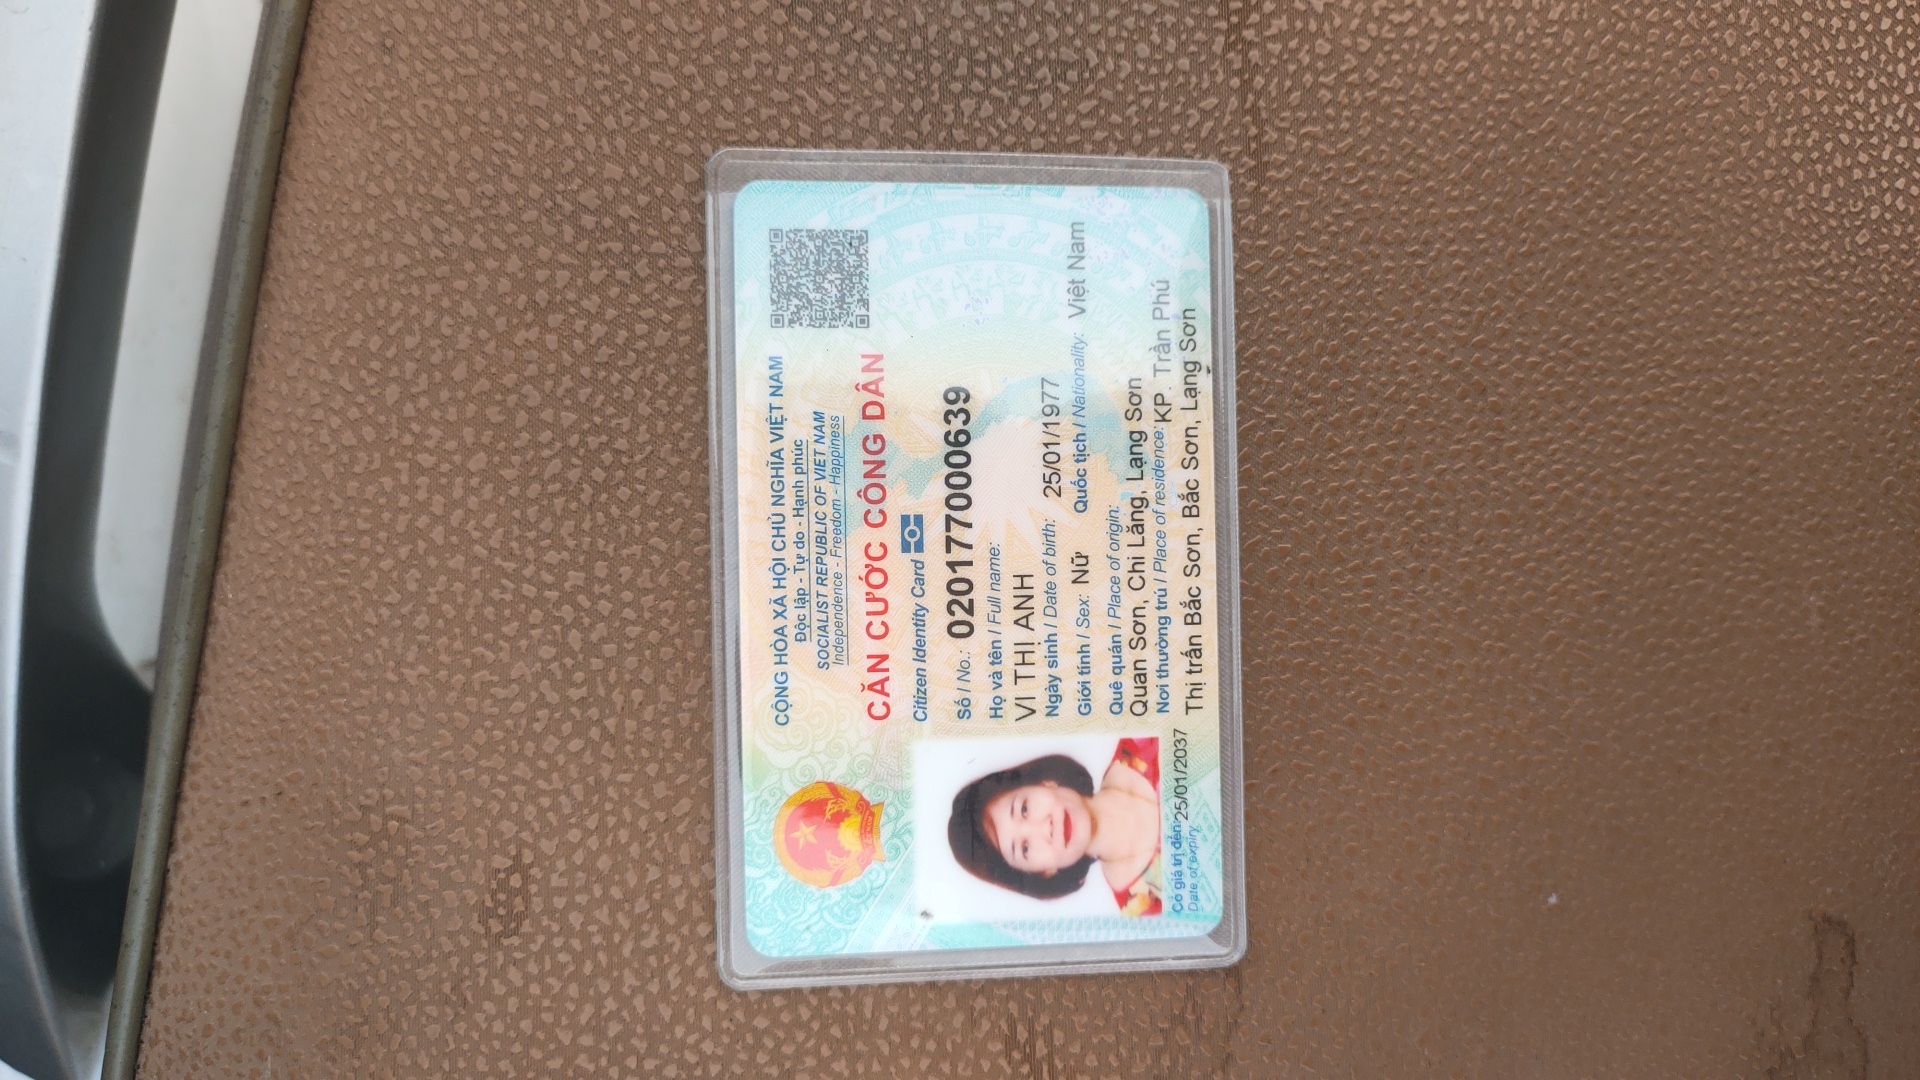 CỘNG HÒA XÃ HỘI CHỦ NGHĨA VIỆT NAM
Độc lập - Tự do - Hạnh phúc
SOCIALIST REPUBLIC OF VIET NAM
Independence - Freedom - Happiness
CĂN CƯỚC CÔNG DÂN
Citizen Identity Card
Số / No.: 020177000639
Họ và tên / Full name:
VI THỊ ANH
Ngày sinh / Date of birth: 25/01/1977
Giới tính / Sex: Nữ Quốc tịch / Nationality: Việt Nam
Quê quán / Place of origin:
Quan Sơn, Chi Lăng, Lạng Sơn
Nơi thường trú / Place of residence: KP. Trần Phú
Thị trấn Bắc Sơn, Bắc Sơn, Lạng Sơn
Có giá trị đến: 25/01/2037
Date of expiry